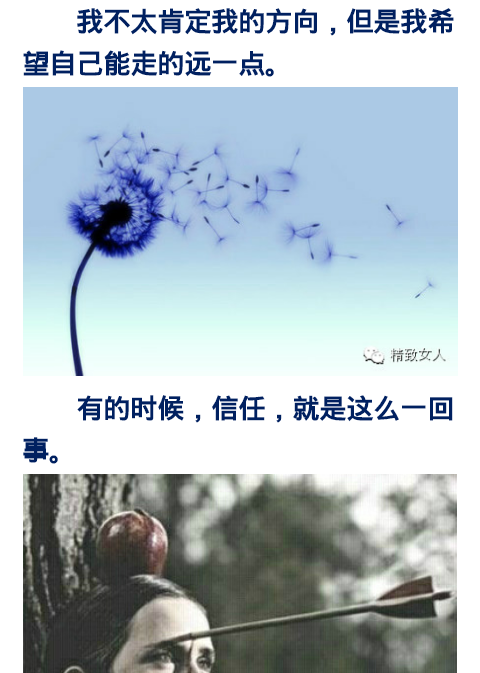 我不太肯定我的方向，但是我希
望自己能走的远一点。
精致女人
有的时候，信任，就是这么一回
事。